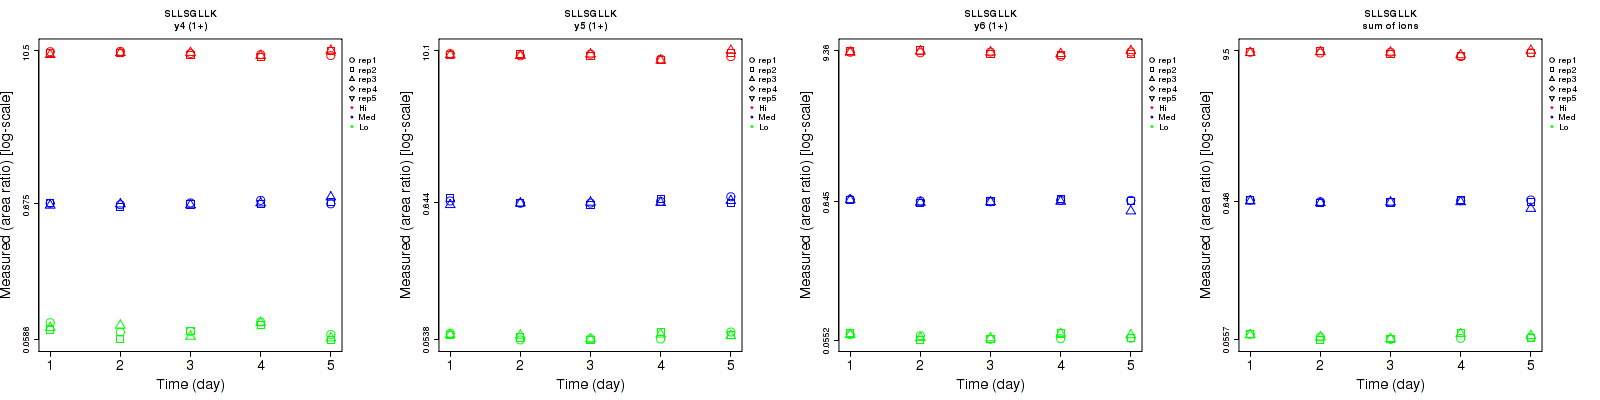 SLLSGLLK
y4 (1+)
Measured (area ratio) [log-scale]
10.5
0.675
0.0586
1 2 3 4 5
Time (day)
rep1
rep2
rep3
rep4
rep5
Hi
Med
Lo
SLLSGLLK
y5 (1+)
Measured (area ratio) [log-scale]
10.1
0.644
0.0538
1 2 3 4 5
Time (day)
rep1
rep2
rep3
rep4
rep5
Hi
Med
Lo
SLLSGLLK
y6 (1+)
Measured (area ratio) [log-scale]
9.36
0.645
0.0552
1 2 3 4 5
Time (day)
rep1
rep2
rep3
rep4
rep5
Hi
Med
Lo
SLLSGLLK
sum of ions
Measured (area ratio) [log-scale]
9.5
0.648
0.0557
1 2 3 4 5
Time (day)
rep1
rep2
rep3
rep4
rep5
Hi
Med
Lo